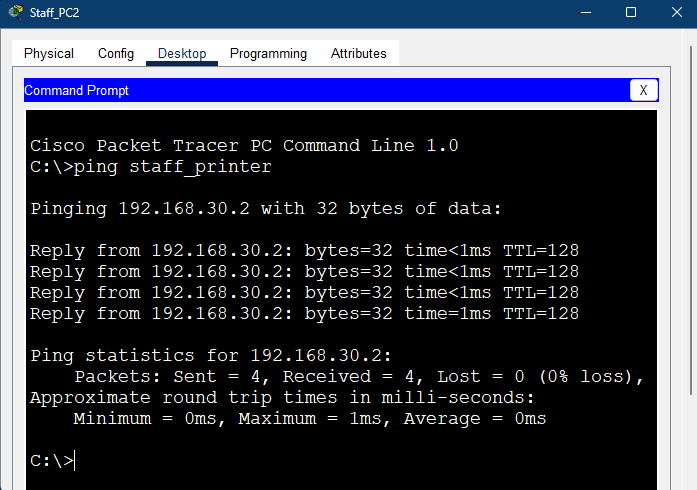 Staff_PC2
Physical Config Desktop Programming Attributes
Command Prompt X
Cisco Packet Tracer PC Command Line 1.0
C:\>ping staff_printer
Pinging 192.168.30.2 with 32 bytes of data:
Reply from 192.168.30.2: bytes=32 time<1ms TTL=128
Reply from 192.168.30.2: bytes=32 time<1ms TTL=128
Reply from 192.168.30.2: bytes=32 time<1ms TTL=128
Reply from 192.168.30.2: bytes=32 time=1ms TTL=128
Ping statistics for 192.168.30.2:
Packets: Sent = 4, Received = 4, Lost = 0 (0% loss),
Approximate round trip times in milli-seconds:
Minimum = 0ms, Maximum = 1ms, Average = 0ms
C:\>